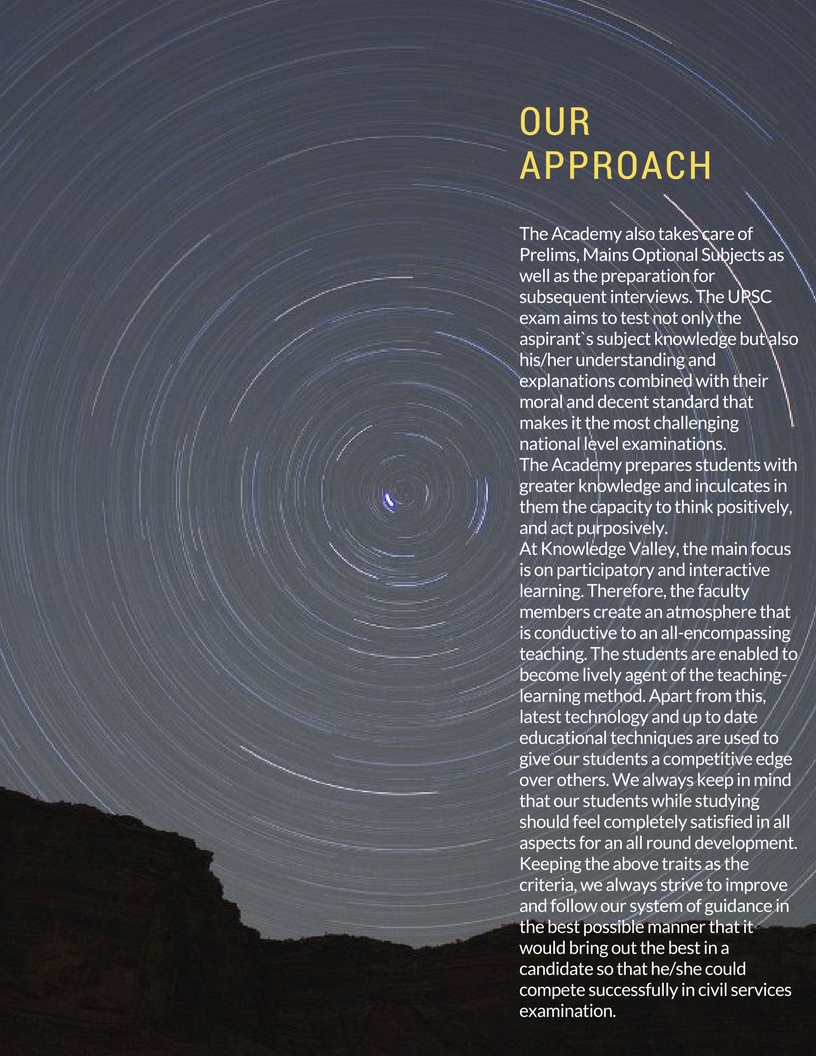 OUR
APPROACH
The Academy also takes care of
Prelims, Mains Optional Subjects as
well as the preparation for
subsequent interviews. The UPSC
exam aims to test not only the
aspirant`s subject knowledge but also
his/her understanding and
explanations combined with their
moral and decent standard that
makes it the most challenging
national level examinations.
The Academy prepares students with
greater knowledge and inculcates in
them the capacity to think positively,
and act purposively.
At Knowledge Valley, the main focus
is on participatory and interactive
learning. Therefore, the faculty
members create an atmosphere that
is conductive to an all-encompassing
teaching. The students are enabled to
become lively agent of the teaching-
learning method. Apart from this,
latest technology and up to date
educational techniques are used to
give our students a competitive edge
over others. We always keep in mind
that our students while studying
should feel completely satisfied in all
aspects for an all round development.
Keeping the above traits as the
criteria, we always strive to improve
and follow our system of guidance in
the best possible manner that it
would bring out the best in a
candidate so that he/she could
compete successfully in civil services
examination.